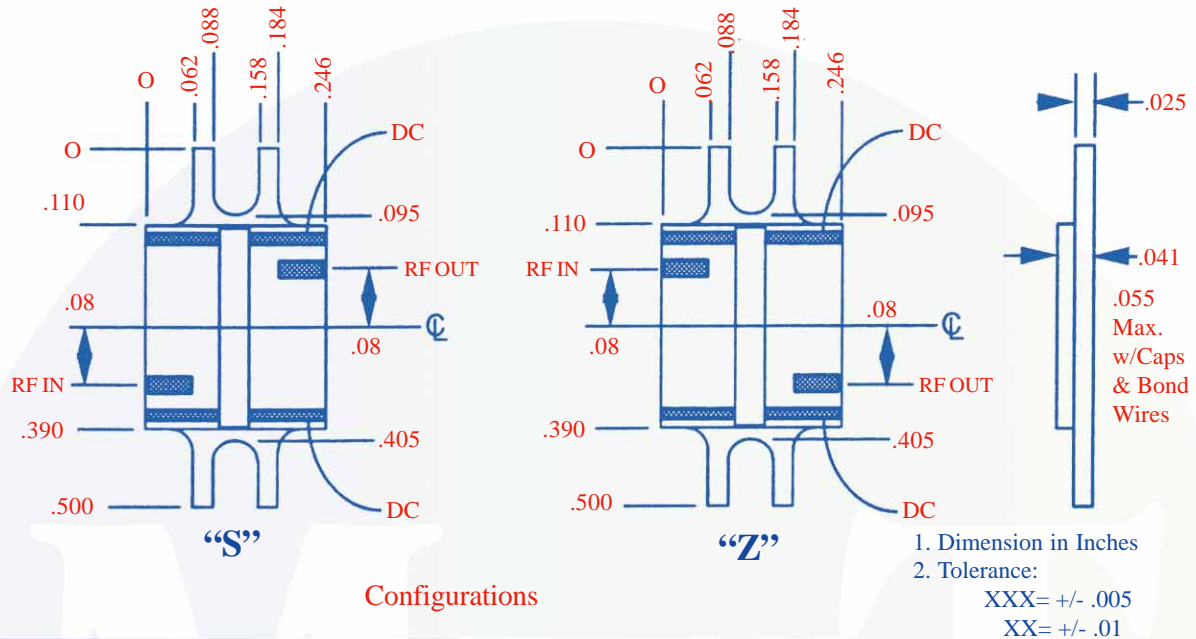 O
.062
.088
.158
.184
.246
DC
O
.110
.095
RF OUT
.08
℄
.08
RF IN
.390
.405
.500
DC
“S”
O
.062
.088
.158
.184
.246
DC
O
.110
.095
RF IN
.08
℄
.08
RF OUT
.390
.405
.500
DC
“Z”
.025
.041
.055
Max.
w/Caps
& Bond
Wires
Configurations
1. Dimension in Inches
2. Tolerance:
XXX= +/- .005
XX= +/- .01